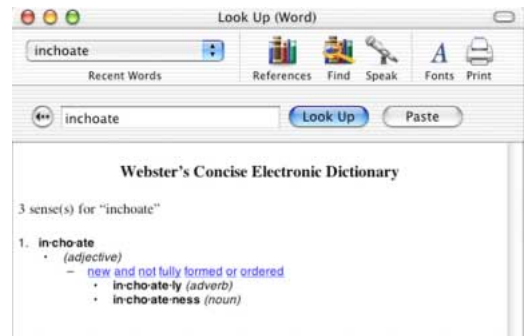 Look Up (Word)
inchoate
Recent Words
References Find Speak Fonts Print
inchoate Look Up Paste
Webster's Concise Electronic Dictionary
3 sense(s) for "inchoate"
1. in·cho·ate
• (adjective)
– new and not fully formed or ordered
• in·cho·ate·ly (adverb)
• in·cho·ate·ness (noun)